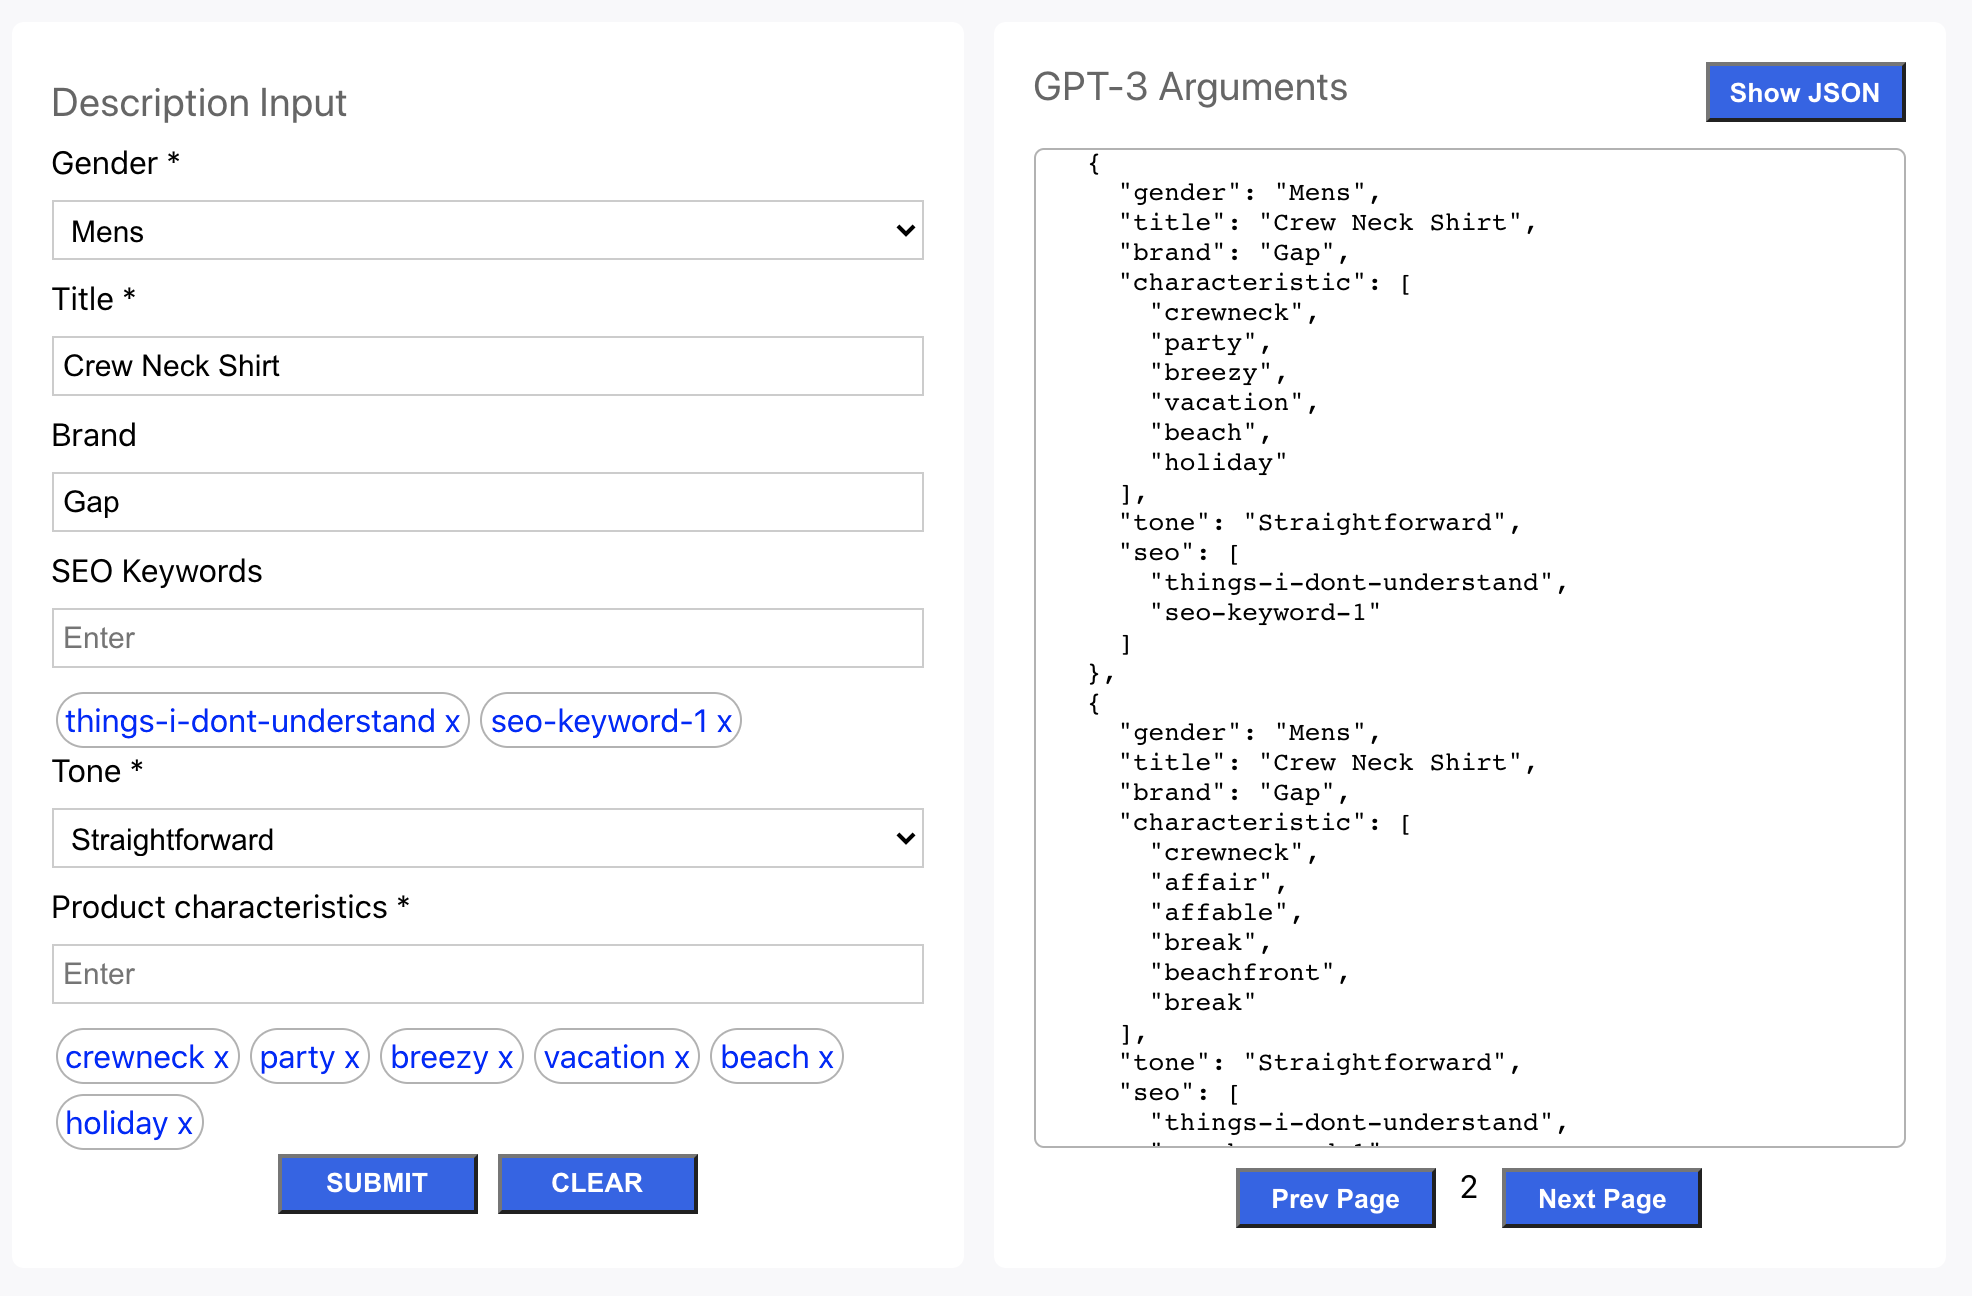 Description Input
Gender *
Mens
Title *
Crew Neck Shirt
Brand
Gap
SEO Keywords
Enter
things-i-dont-understand x seo-keyword-1 x
Tone *
Straightforward
Product characteristics *
Enter
crewneck x party x breezy x vacation x beach x
holiday x
SUBMIT CLEAR
GPT-3 Arguments
Show JSON
{
"gender": "Mens",
"title": "Crew Neck Shirt",
"brand": "Gap",
"characteristic": [
"crewneck",
"party",
"breezy",
"vacation",
"beach",
"holiday"
],
"tone": "Straightforward",
"seo": [
"things-i-dont-understand",
"seo-keyword-1"
]
},
{
"gender": "Mens",
"title": "Crew Neck Shirt",
"brand": "Gap",
"characteristic": [
"crewneck",
"affair",
"affable",
"break",
"beachfront",
"break"
],
"tone": "Straightforward",
"seo": [
"things-i-dont-understand",
Prev Page 2 Next Page